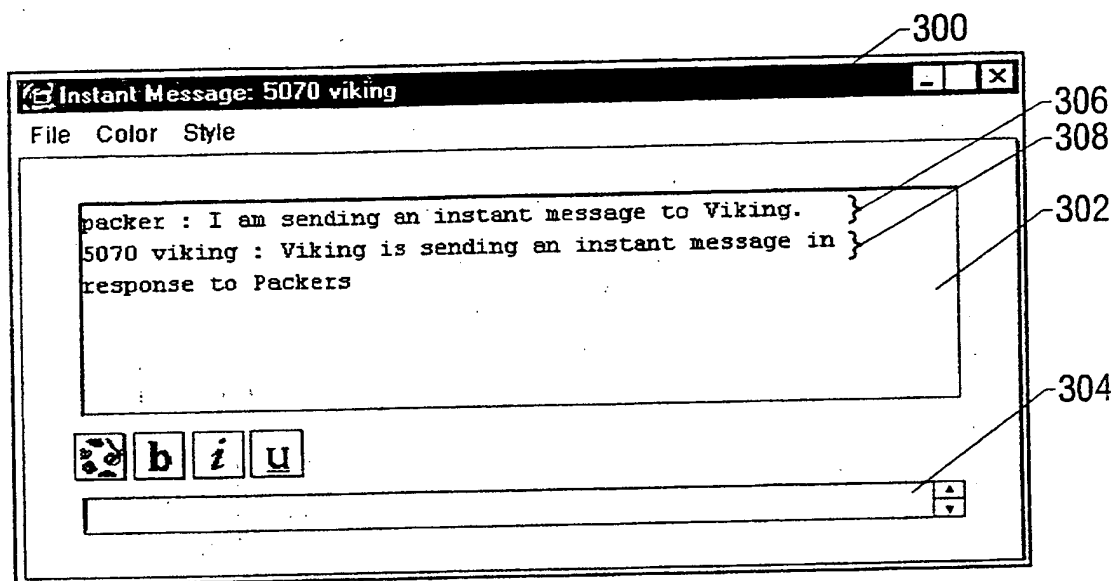 300
Instant Message: 5070 viking
306
File Color Style
308
packer : I am sending an instant message to Viking.
302
5070 viking : Viking is sending an instant message in
response to Packers
304
b i u